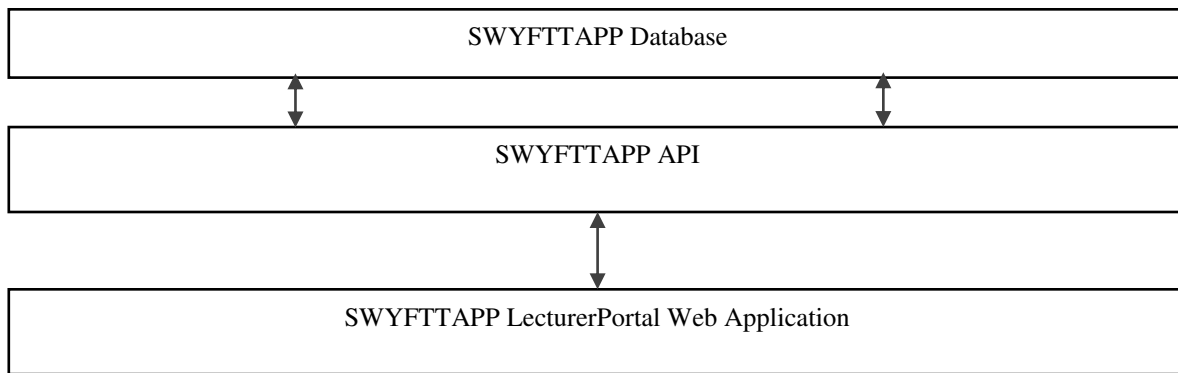 SWYFTTAPP Database
SWYFTTAPP API
SWYFTTAPP LecturerPortal Web Application